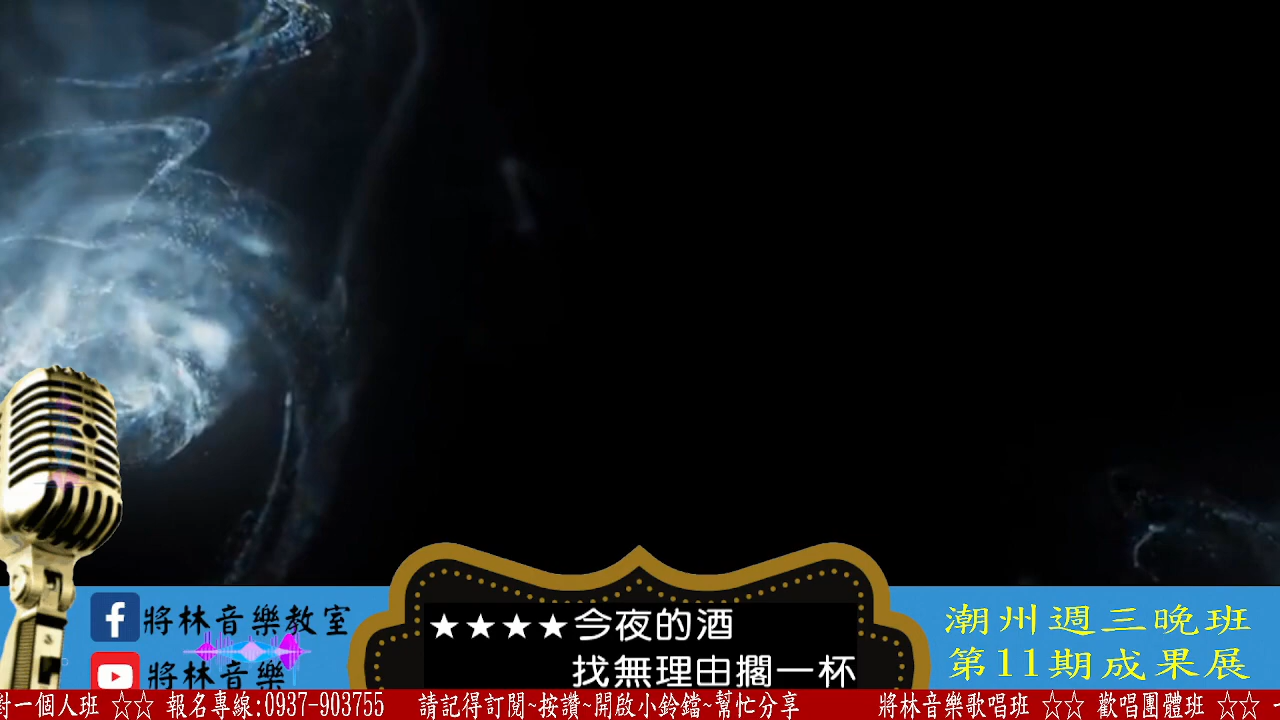 將林音樂教室
將林音樂
★★★★今夜的酒
找無理由擱一杯
潮州週三晚班
第11期成果展
對一個人班 ☆☆ 報名專線:0937-903755 請記得訂閱~按讚~開啟小鈴鐺~幫忙分享 將林音樂歌唱班 ☆☆ 歡唱團體班 ☆☆